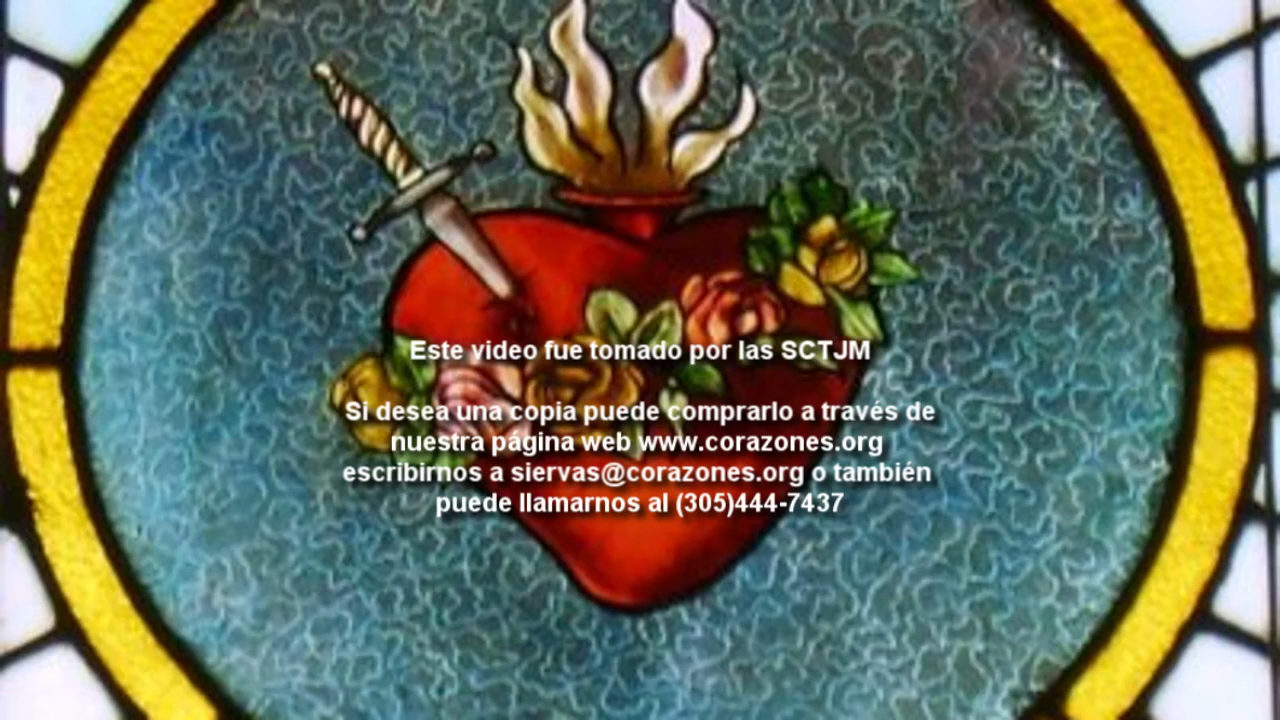 Este video fue tomado por las SCTJM
Si desea una copia puede comprarlo a través de
nuestra página web www.corazones.org
escribirnos a siervas@corazones.org o también
puede llamarnos al (305)444-7437